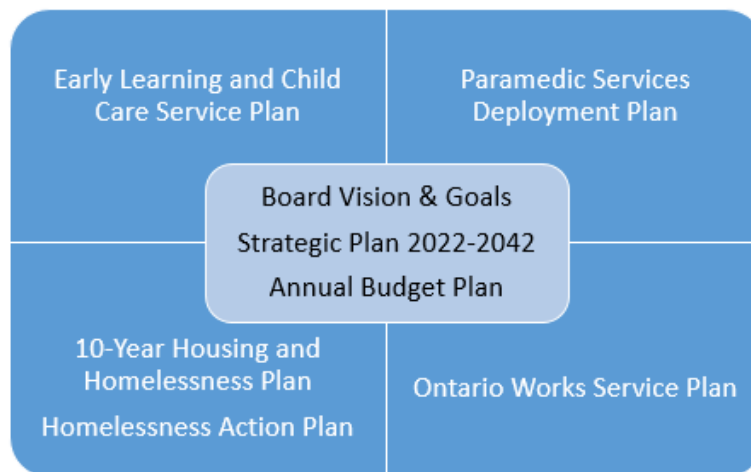 Early Learning and Child
Care Service Plan
Paramedic Services
Deployment Plan
Board Vision & Goals
Strategic Plan 2022-2042
Annual Budget Plan
10-Year Housing and
Homelessness Plan
Homelessness Action Plan
Ontario Works Service Plan